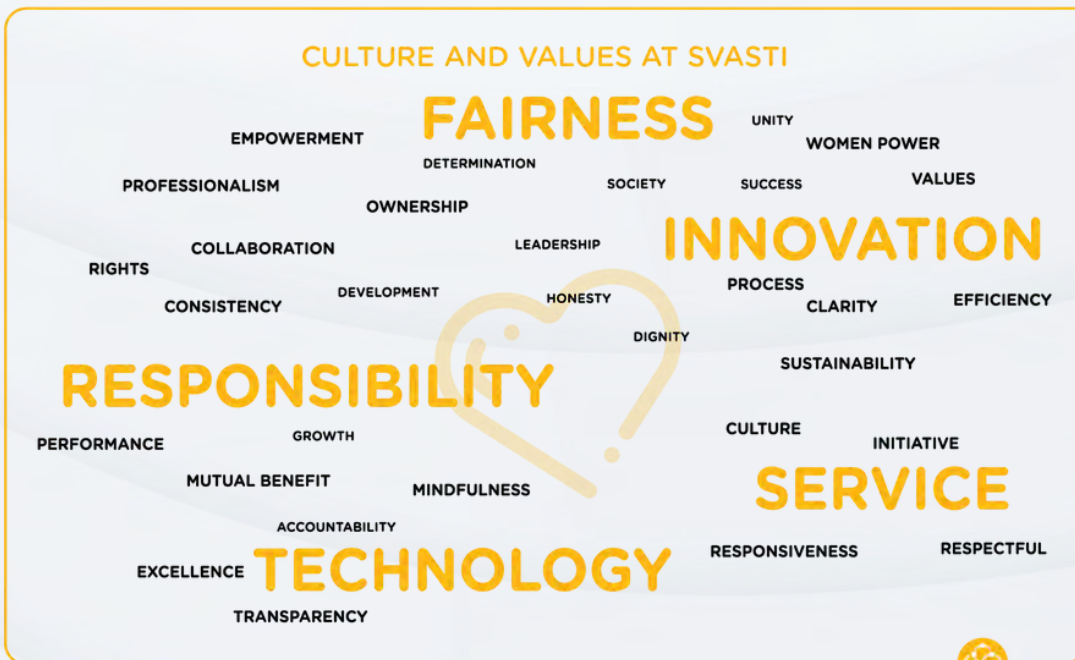 CULTURE AND VALUES AT SVASTI
FAIRNESS
UNITY
EMPOWERMENT
WOMEN POWER
DETERMINATION
PROFESSIONALISM
SOCIETY
SUCCESS
VALUES
OWNERSHIP
INNOVATION
COLLABORATION
LEADERSHIP
RIGHTS
PROCESS
DEVELOPMENT
HONESTY
CONSISTENCY
CLARITY
EFFICIENCY
DIGNITY
SUSTAINABILITY
RESPONSIBILITY
CULTURE
PERFORMANCE
GROWTH
INITIATIVE
MUTUAL BENEFIT
MINDFULNESS
SERVICE
ACCOUNTABILITY
RESPONSIVENESS
RESPECTFUL
EXCELLENCE
TECHNOLOGY
TRANSPARENCY